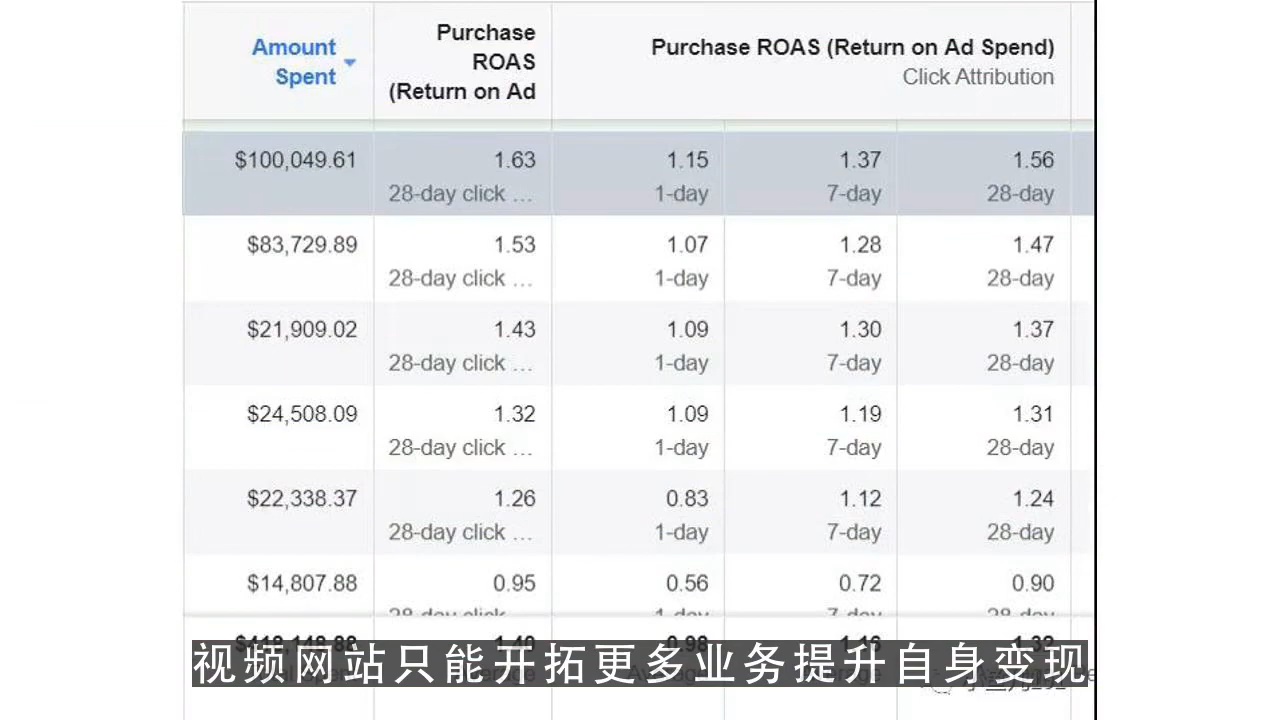 Amount Spent
Purchase ROAS (Return on Ad
Purchase ROAS (Return on Ad Spend)
Click Attribution
$100,049.61 1.63 1.15 1.37 1.56
28-day click … 1-day 7-day 28-day
$83,729.89 1.53 1.07 1.28 1.47
28-day click … 1-day 7-day 28-day
$21,909.02 1.43 1.09 1.30 1.37
28-day click … 1-day 7-day 28-day
$24,508.09 1.32 1.09 1.19 1.31
28-day click … 1-day 7-day 28-day
$22,338.37 1.26 0.83 1.12 1.24
28-day click … 1-day 7-day 28-day
$14,807.88 0.95 0.56 0.72 0.90
视频网站只能开拓更多业务提升自身变现